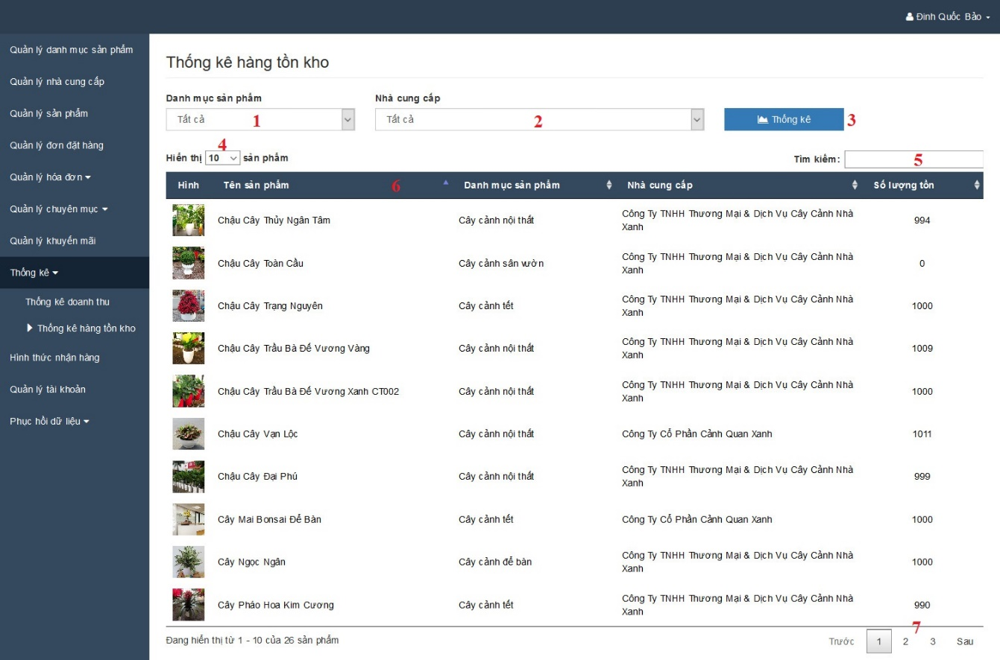 Đinh Quốc Bảo
Quản lý danh mục sản phẩm
Quản lý nhà cung cấp
Quản lý sản phẩm
Quản lý đơn đặt hàng
Quản lý hóa đơn
Quản lý chuyên mục
Quản lý khuyến mãi
Thống kê
Thống kê doanh thu
Thống kê hàng tồn kho
Hình thức nhận hàng
Quản lý tài khoản
Phục hồi dữ liệu
Thống kê hàng tồn kho
Danh mục sản phẩm Nhà cung cấp
Tất cả 1 Tất cả 2 Thống kê 3
4
Hiển thị 10 sản phẩm Tìm kiếm: 5
Hình Tên sản phẩm 6 Danh mục sản phẩm Nhà cung cấp Số lượng tồn
Chậu Cây Thủy Ngân Tâm Cây cảnh nội thất Công Ty TNHH Thương Mại & Dịch Vụ Cây Cảnh Nhà 994
Xanh
Chậu Cây Toàn Cầu Cây cảnh sân vườn Công Ty TNHH Thương Mại & Dịch Vụ Cây Cảnh Nhà 0
Xanh
Chậu Cây Trạng Nguyên Cây cảnh tết Công Ty TNHH Thương Mại & Dịch Vụ Cây Cảnh Nhà 1000
Xanh
Chậu Cây Trầu Bà Đế Vương Vàng Cây cảnh nội thất Công Ty TNHH Thương Mại & Dịch Vụ Cây Cảnh Nhà 1009
Xanh
Chậu Cây Trầu Bà Đế Vương Xanh CT002 Cây cảnh nội thất Công Ty TNHH Thương Mại & Dịch Vụ Cây Cảnh Nhà 1000
Xanh
Chậu Cây Vạn Lộc Cây cảnh nội thất Công Ty Cổ Phần Cảnh Quan Xanh 1011
Chậu Cây Đại Phú Cây cảnh nội thất Công Ty TNHH Thương Mại & Dịch Vụ Cây Cảnh Nhà 999
Xanh
Cây Mai Bonsai Để Bàn Cây cảnh tết Công Ty Cổ Phần Cảnh Quan Xanh 1000
Cây Ngọc Ngân Cây cảnh để bàn Công Ty TNHH Thương Mại & Dịch Vụ Cây Cảnh Nhà 1000
Xanh
Cây Pháo Hoa Kim Cương Cây cảnh tết Công Ty TNHH Thương Mại & Dịch Vụ Cây Cảnh Nhà 990
Xanh
7
Đang hiển thị từ 1 - 10 của 26 sản phẩm Trước 1 2 3 Sau